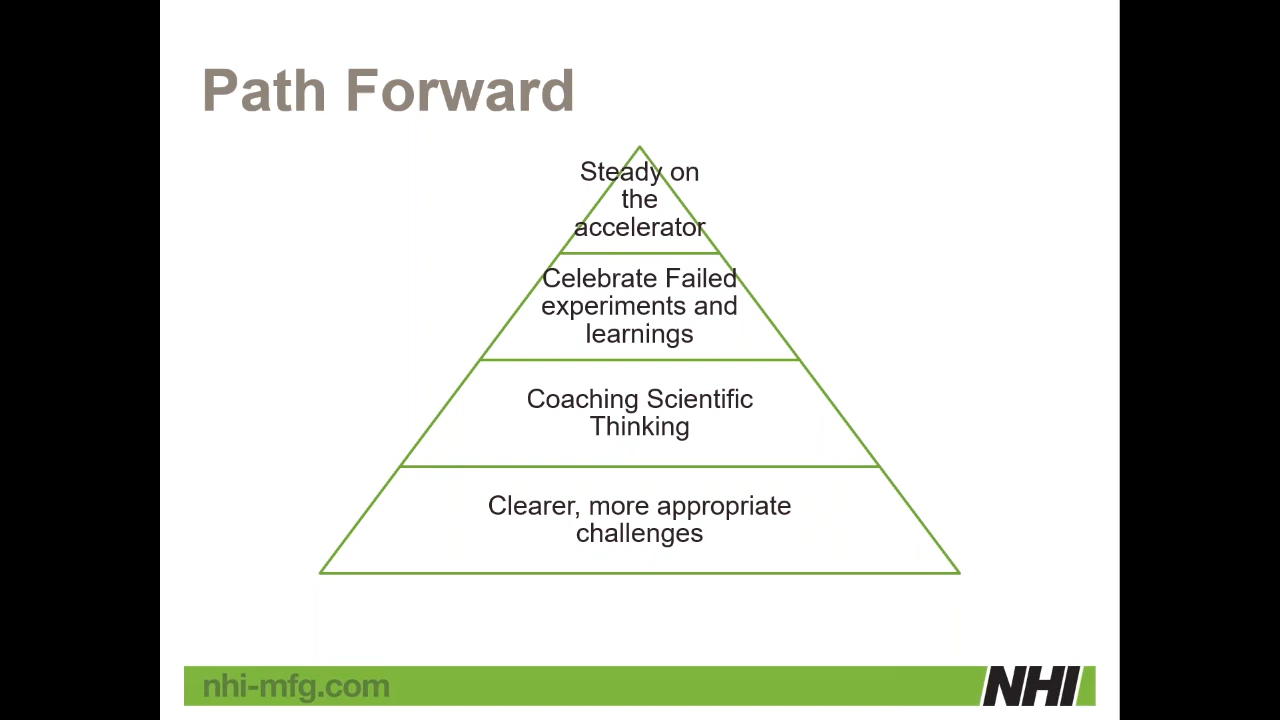 Path Forward
Steady on
the
accelerator
Celebrate Failed
experiments and
learnings
Coaching Scientific
Thinking
Clearer, more appropriate
challenges
nhi-mfg.com
NHI